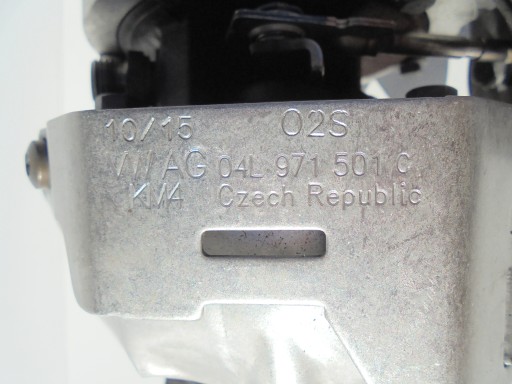 10/15 O2S
VW AG 04L 971 501 C
KM4 Czech Republic